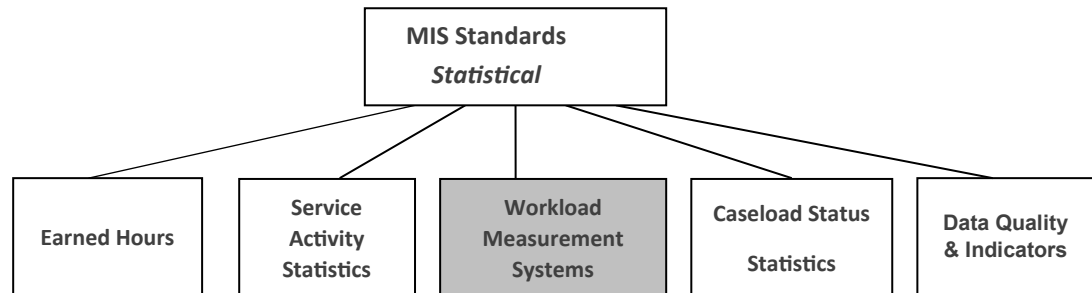 MIS Standards
Statistical
Earned Hours
Service
Activity
Statistics
Workload
Measurement
Systems
Caseload Status
Statistics
Data Quality
& Indicators